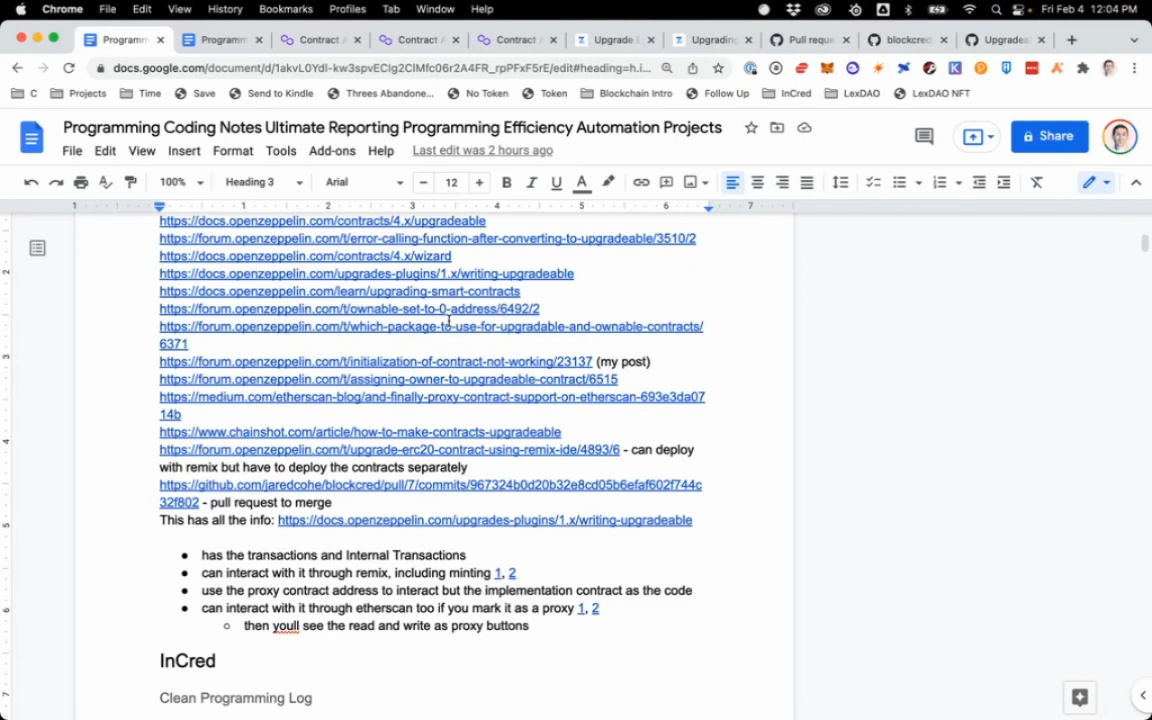 Chrome File Edit View History Bookmarks Profiles Tab Window Help Fri Feb 4 12:04 PM
Programm Programm Contract A Contract A Contract A Upgrade Upgrading Pull reque blockcred Upgradea
docs.google.com/document/d/1akvL0Ydl-kw3spvEClg2ClMfc06r2A4FR_rpPFxF5rE/edit#heading=h.i...
C Projects Time Save Send to Kindle Threes Abandone... No Token Token Blockchain Intro Follow Up InCred LexDAO LexDAO NFT
Programming Coding Notes Ultimate Reporting Programming Efficiency Automation Projects
Share
File Edit View Insert Format Tools Add-ons Help Last edit was 2 hours ago
100% Heading 3 Arial 12
1 1 2 3 4 5 6 7
https://docs.openzeppelin.com/contracts/4.x/upgradeable
https://forum.openzeppelin.com/t/error-calling-function-after-converting-to-upgradeable/3510/2
https://docs.openzeppelin.com/contracts/4.x/wizard
https://docs.openzeppelin.com/upgrades-plugins/1.x/writing-upgradeable
https://docs.openzeppelin.com/learn/upgrading-smart-contracts
https://forum.openzeppelin.com/t/ownable-set-to-0-address/6492/2
https://forum.openzeppelin.com/t/which-package-to-use-for-upgradable-and-ownable-contracts/
6371
https://forum.openzeppelin.com/t/initialization-of-contract-not-working/23137 (my post)
https://forum.openzeppelin.com/t/assigning-owner-to-upgradeable-contract/6515
https://medium.com/etherscan-blog/and-finally-proxy-contract-support-on-etherscan-693e3da07
14b
https://www.chainshot.com/article/how-to-make-contracts-upgradeable
https://forum.openzeppelin.com/t/upgrade-erc20-contract-using-remix-ide/4893/6 - can deploy
with remix but have to deploy the contracts separately
https://github.com/jaredcohe/blockcred/pull/7/commits/967324b0d20b32e8cd05b6efaf602f744c
32f802 - pull request to merge
This has all the info: https://docs.openzeppelin.com/upgrades-plugins/1.x/writing-upgradeable
● has the transactions and Internal Transactions
● can interact with it through remix, including minting 1, 2
● use the proxy contract address to interact but the implementation contract as the code
● can interact with it through etherscan too if you mark it as a proxy 1, 2
○ then youll see the read and write as proxy buttons
InCred
Clean Programming Log